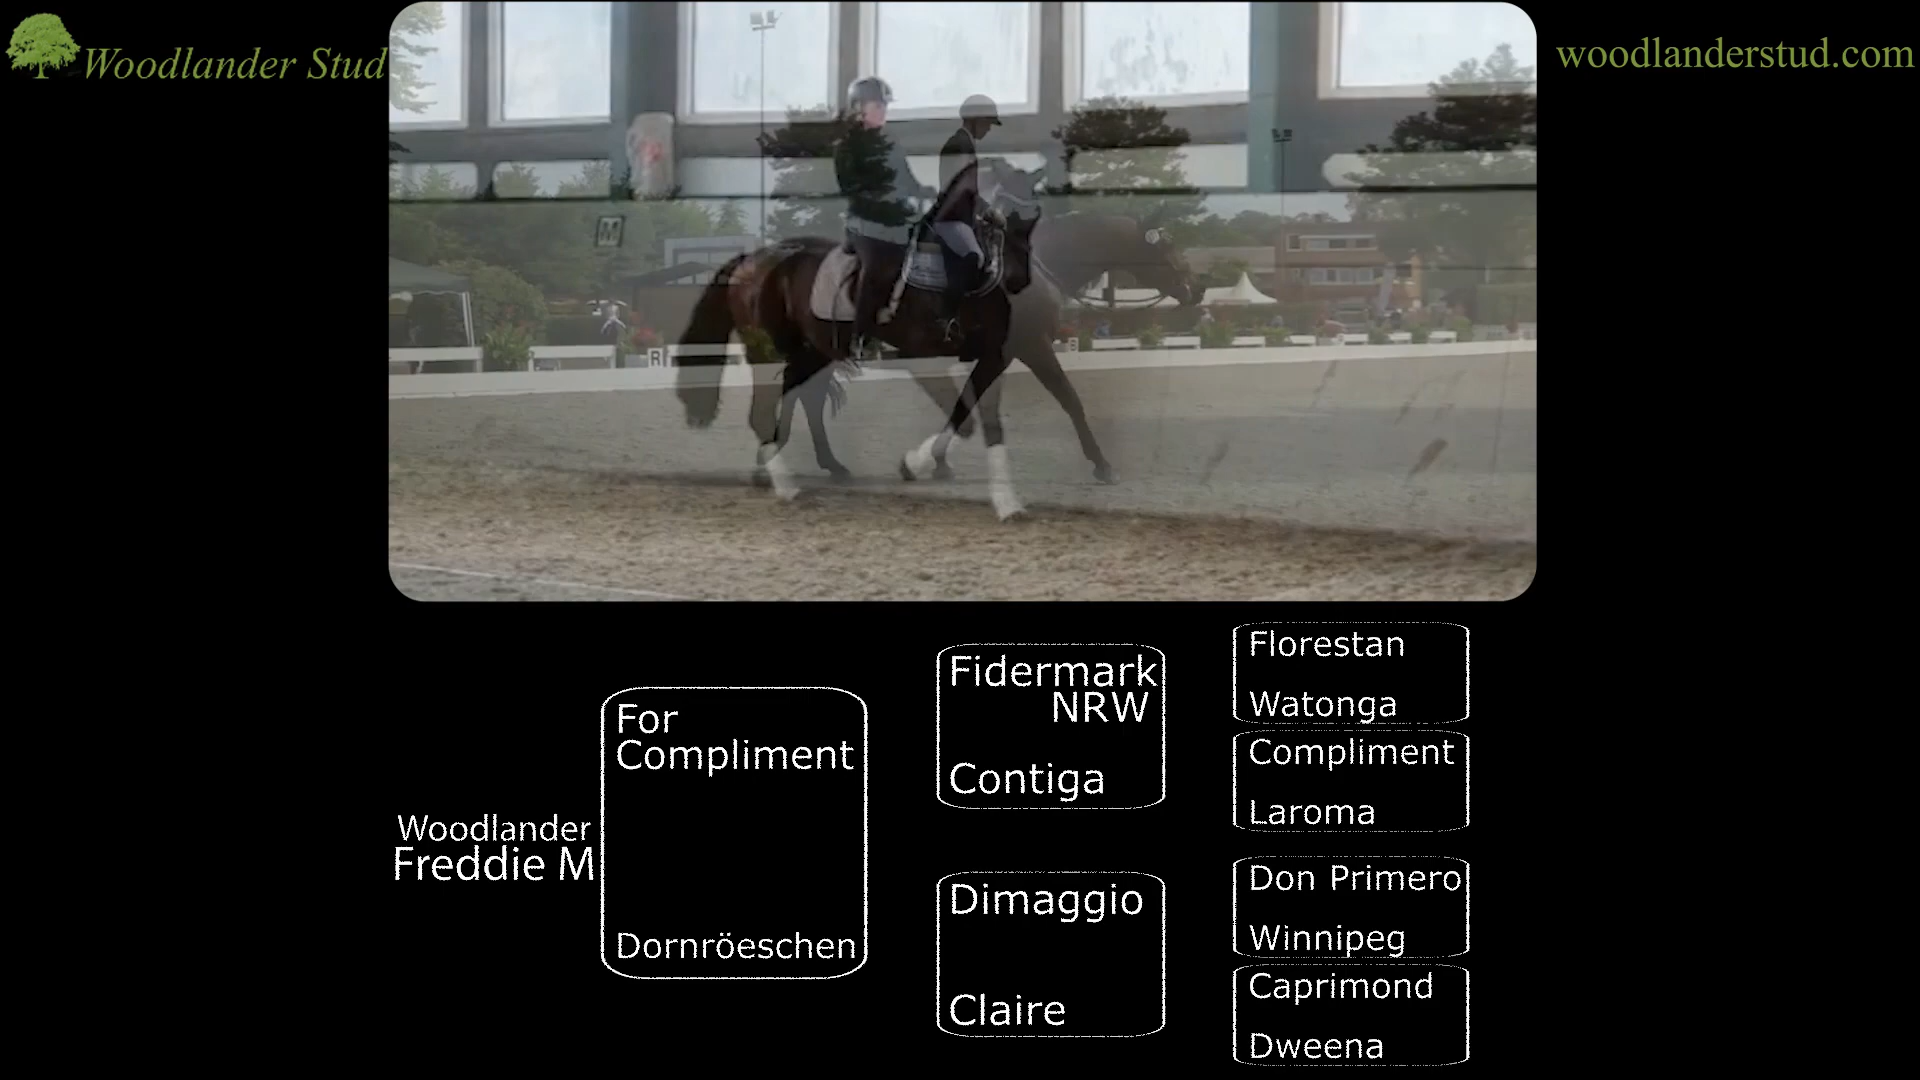 Woodlander Stud
woodlanderstud.com
M
R
B
Woodlander
Freddie M
For
Compliment
Dornröeschen
Fidermark
NRW
Contiga
Dimaggio
Claire
Florestan
Watonga
Compliment
Laroma
Don Primero
Winnipeg
Caprimond
Dweena